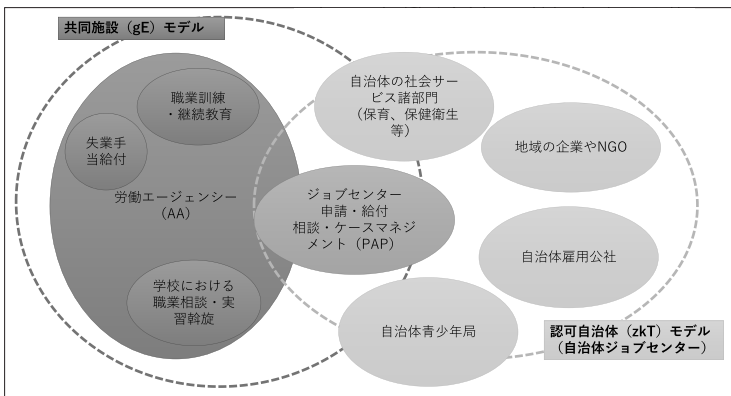 共同施設（gE）モデル
職業訓練
・継続教育
失業手
当給付
労働エージェンシー
（AA）
学校における
職業相談・実
習斡旋
自治体の社会サー
ビス諸部門
（保育、保健衛生
等）
ジョブセンター
申請・給付
相談・ケースマネジ
メント（PAP）
自治体青少年局
地域の企業やNGO
自治体雇用公社
認可自治体（zkT）モデル
（自治体ジョブセンター）